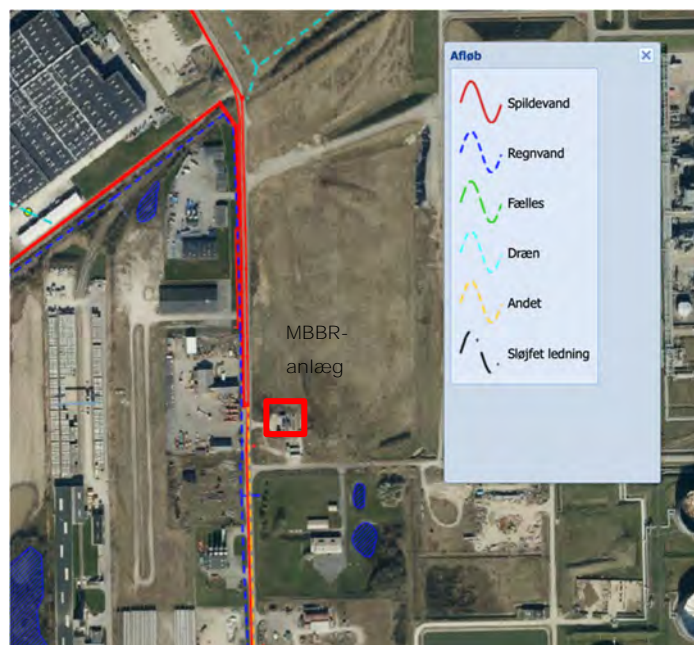 Afløb
Spildevand
Regnvand
Fælles
Dræn
Andet
Sløjfet ledning
MBBR-
anlæg